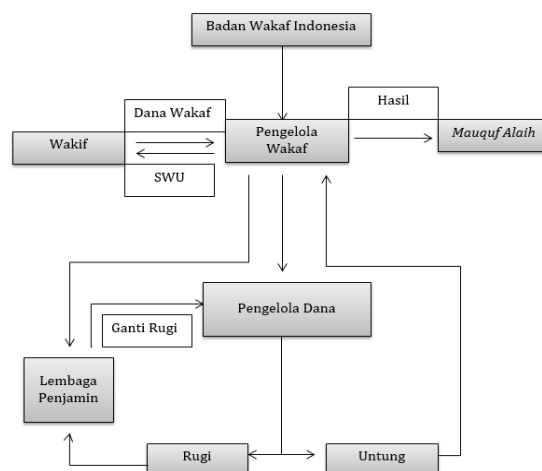 Badan Wakaf Indonesia
Dana Wakaf
Hasil
Wakif
Pengelola
Wakaf
Mauquf Alaih
SWU
Pengelola Dana
Ganti Rugi
Lembaga
Penjamin
Rugi
Untung